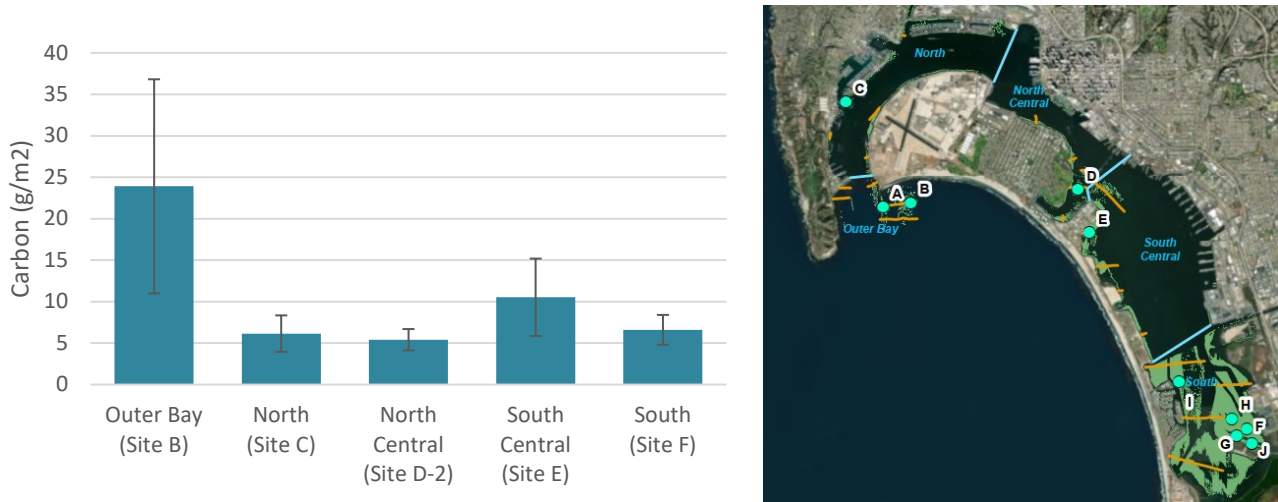 40
35
30
25
20
15
10
5
0
Carbon (g/m2)
Outer Bay
(Site B)
North
(Site C)
North
Central
(Site D-2)
South
Central
(Site E)
South
(Site F)
North
C
North
Central
A
B
D
Outer Bay
E
South
Central
South
I
H
F
G
J